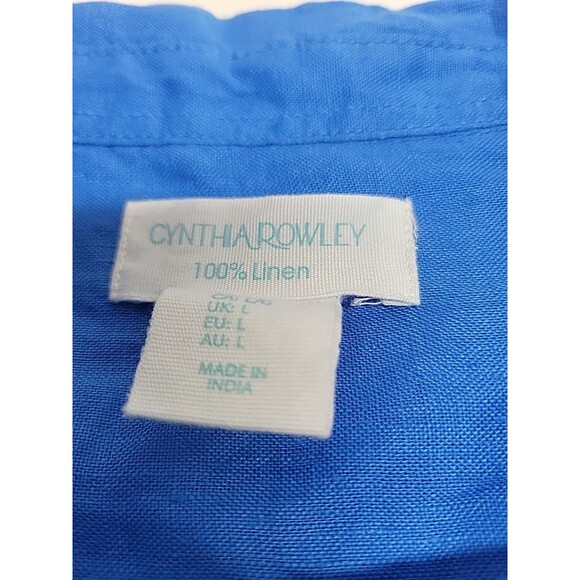 CYNTHIA ROWLEY
100% Linen
UK: L
EU: L
AU: L
MADE IN
INDIA